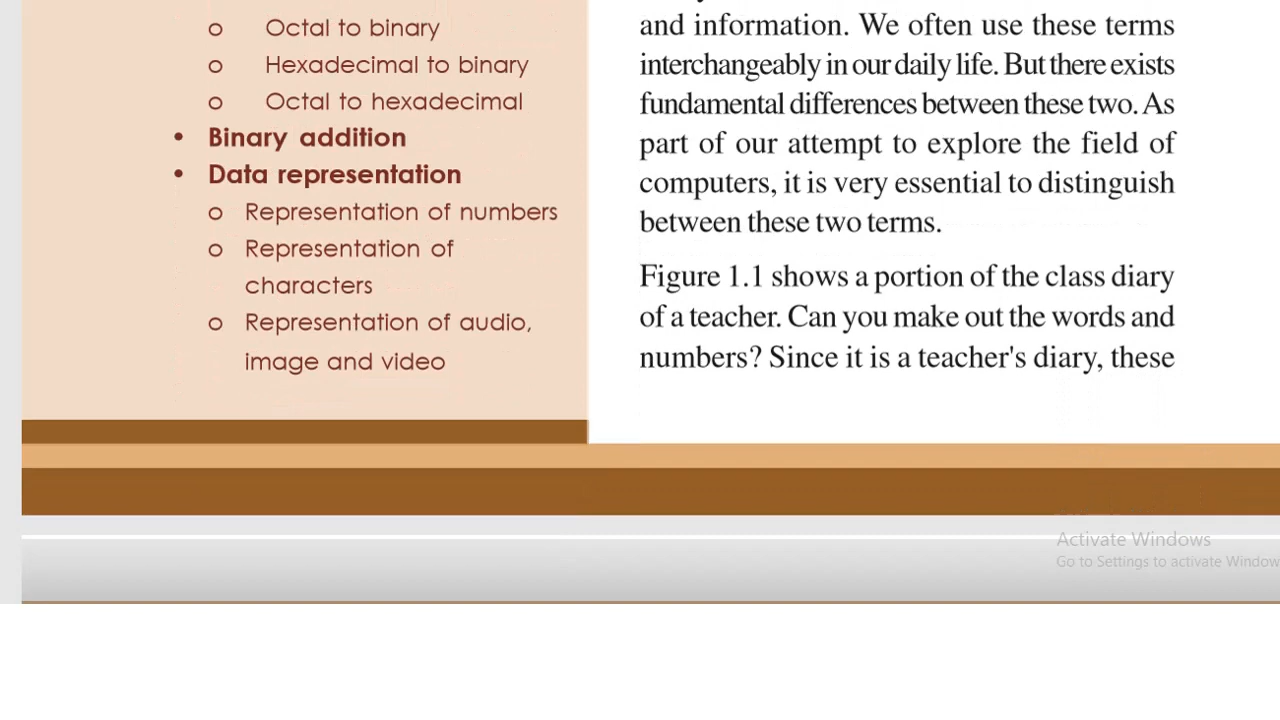 o Octal to binary
o Hexadecimal to binary
o Octal to hexadecimal
• Binary addition
• Data representation
o Representation of numbers
o Representation of
characters
o Representation of audio,
image and video
and information. We often use these terms
interchangeably in our daily life. But there exists
fundamental differences between these two. As
part of our attempt to explore the field of
computers, it is very essential to distinguish
between these two terms.
Figure 1.1 shows a portion of the class diary
of a teacher. Can you make out the words and
numbers? Since it is a teacher's diary, these
Activate Windows
Go to Settings to activate Window